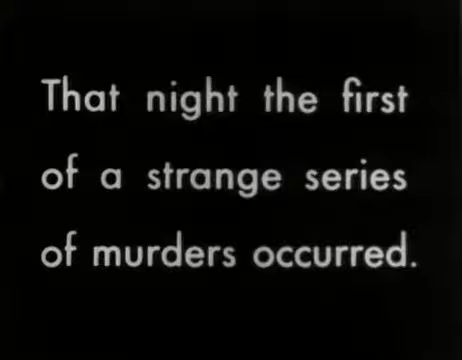 That night the first
of a strange series
of murders occurred.